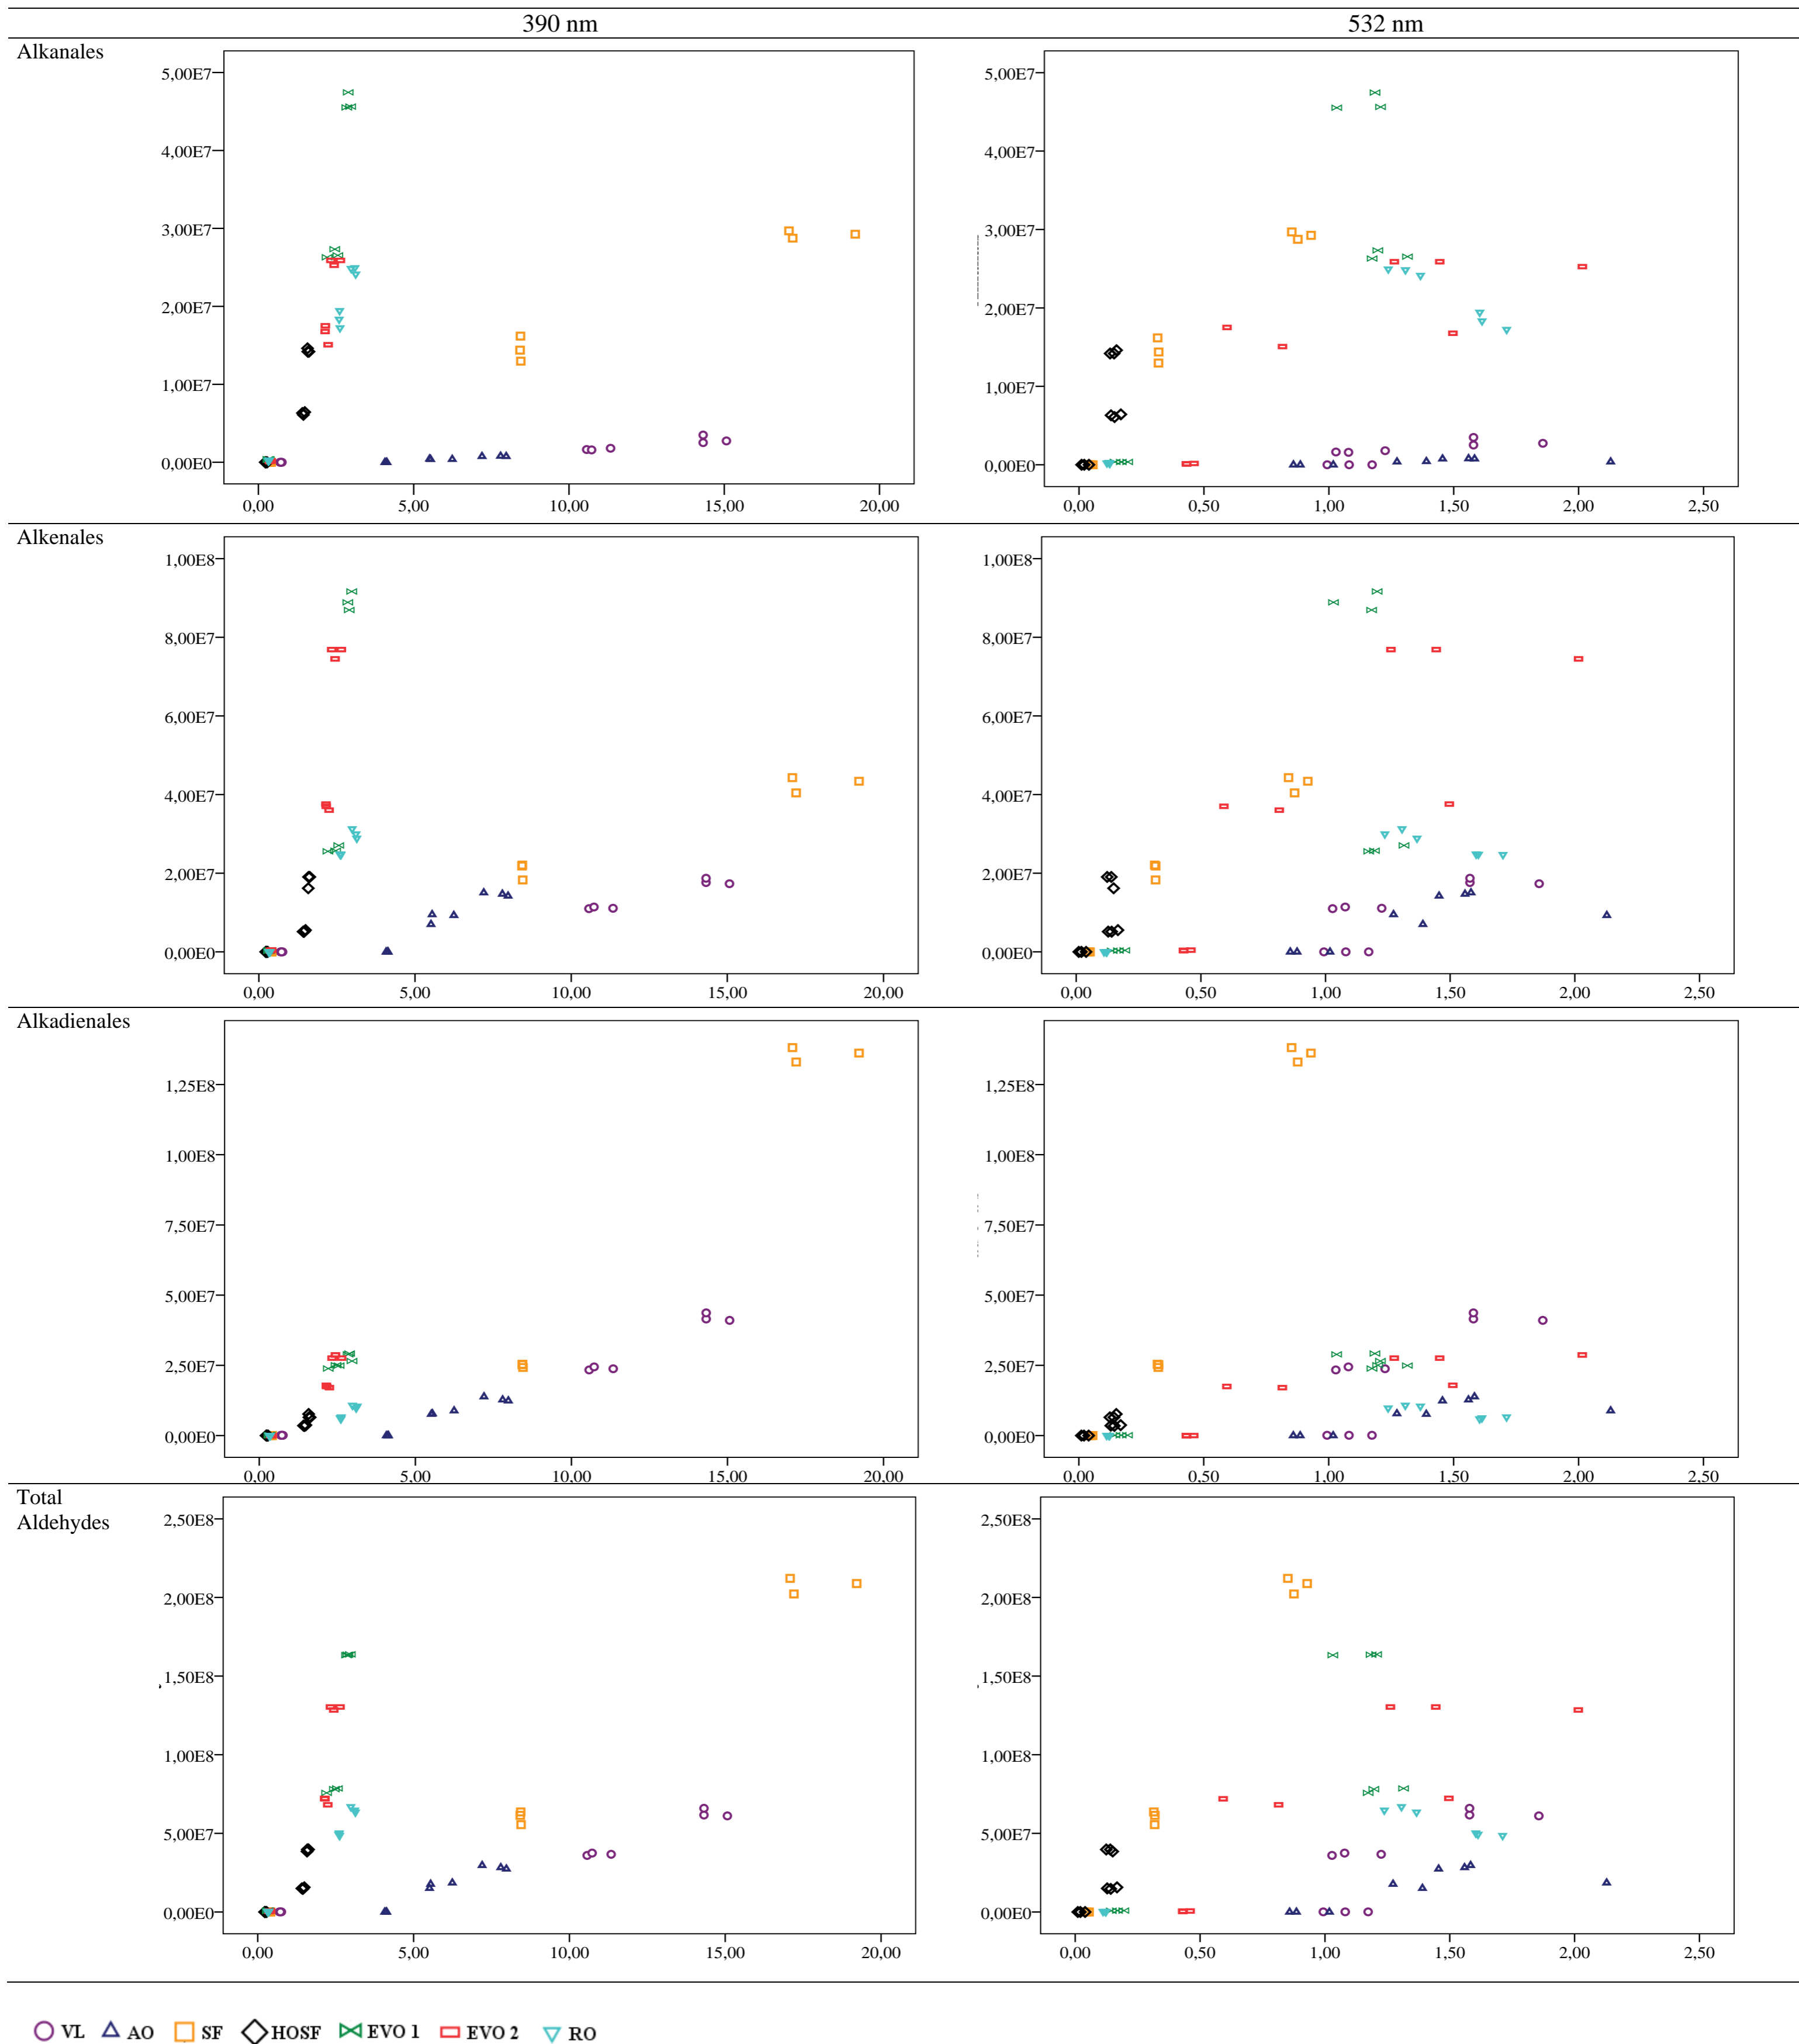 390 nm 532 nm
Alkanales
5,00E7
4,00E7
3,00E7
2,00E7
1,00E7
0,00E0
0,00 5,00 10,00 15,00 20,00
5,00E7
4,00E7
3,00E7
2,00E7
1,00E7
0,00E0
0,00 0,50 1,00 1,50 2,00 2,50
Alkenales
1,00E8
8,00E7
6,00E7
4,00E7
2,00E7
0,00E0
0,00 5,00 10,00 15,00 20,00
1,00E8
8,00E7
6,00E7
4,00E7
2,00E7
0,00E0
0,00 0,50 1,00 1,50 2,00 2,50
Alkadienales
1,25E8
1,00E8
7,50E7
5,00E7
2,50E7
0,00E0
0,00 5,00 10,00 15,00 20,00
1,25E8
1,00E8
7,50E7
5,00E7
2,50E7
0,00E0
0,00 0,50 1,00 1,50 2,00 2,50
Total
Aldehydes
2,50E8
2,00E8
1,50E8
1,00E8
5,00E7
0,00E0
0,00 5,00 10,00 15,00 20,00
2,50E8
2,00E8
1,50E8
1,00E8
5,00E7
0,00E0
0,00 0,50 1,00 1,50 2,00 2,50
VL AO SF HOSF EVO 1 EVO 2 RO